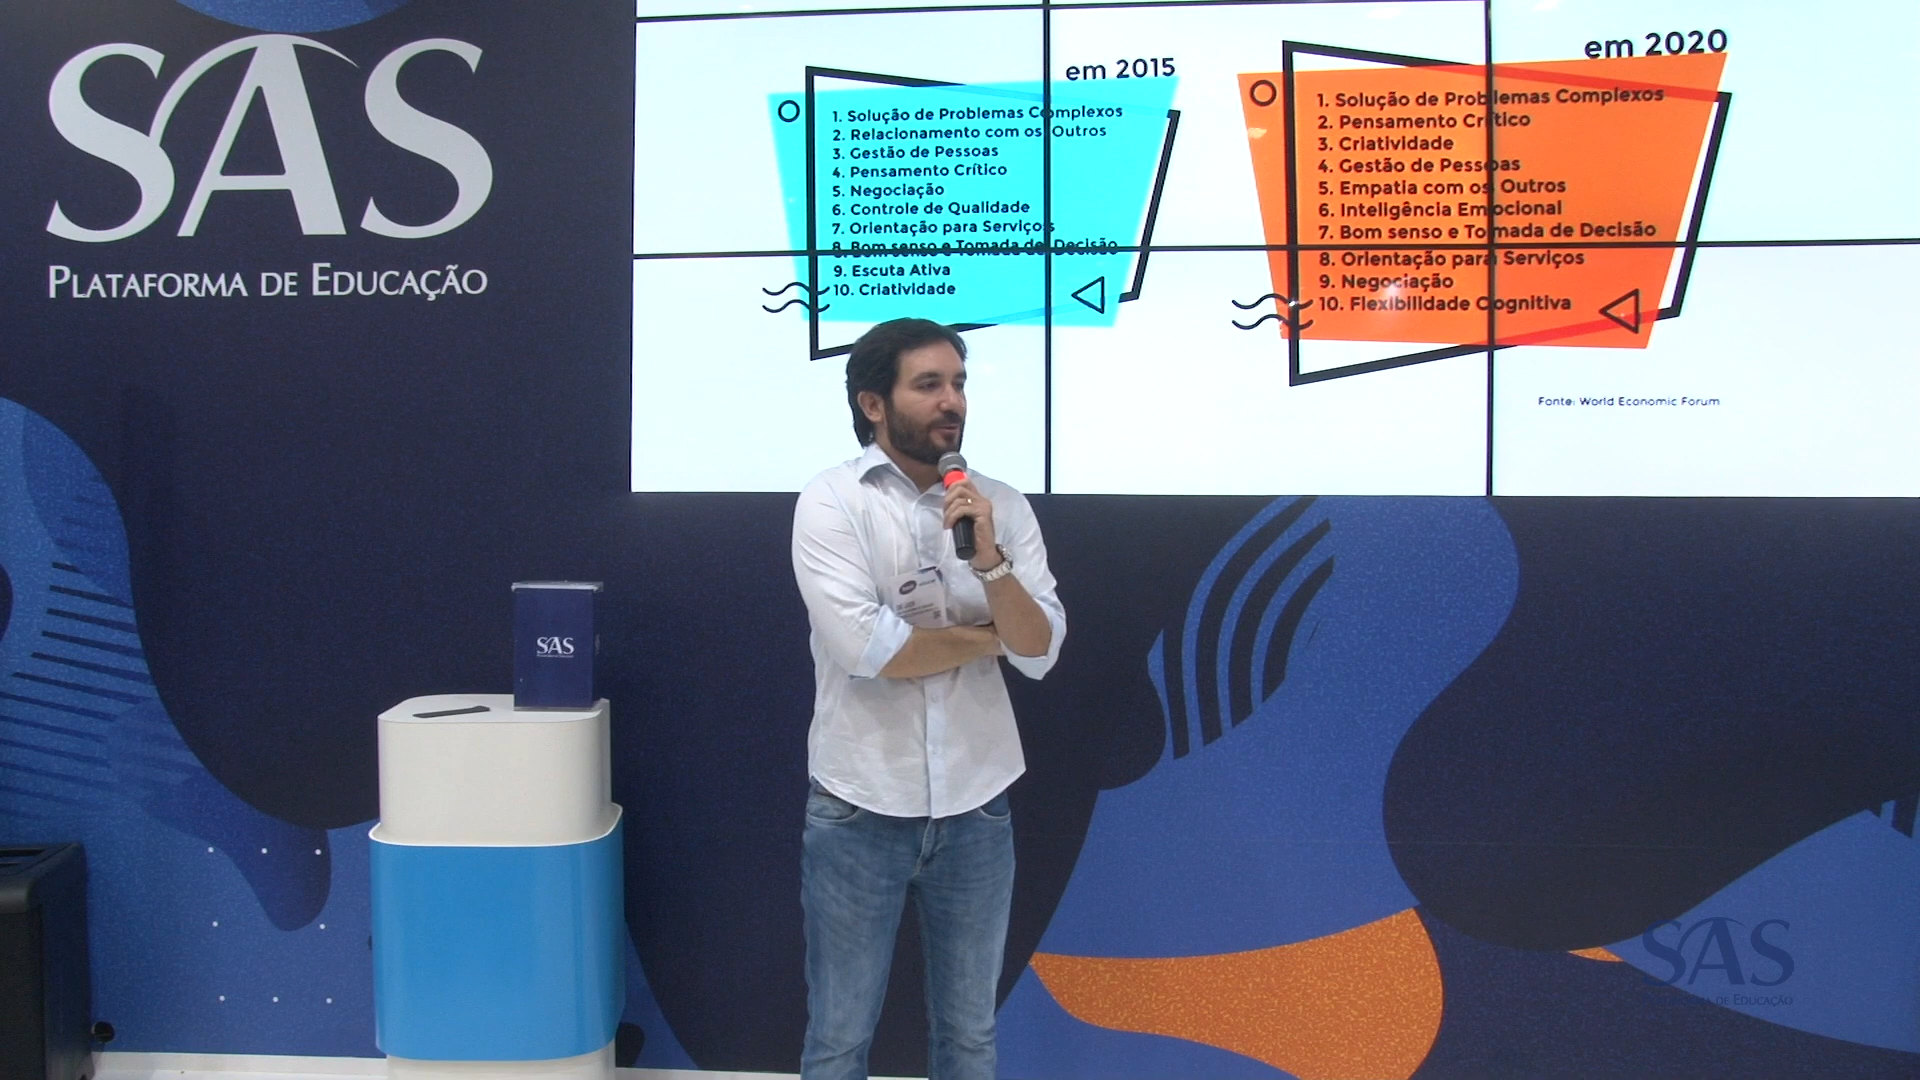 SAS
PLATAFORMA DE EDUCAÇÃO
em 2015
1. Solução de Problemas Complexos
2. Relacionamento com os Outros
3. Gestão de Pessoas
4. Pensamento Crítico
5. Negociação
6. Controle de Qualidade
7. Orientação para Serviços
8. Bom senso e Tomada de Decisão
9. Escuta Ativa
10. Criatividade
em 2020
1. Solução de Problemas Complexos
2. Pensamento Crítico
3. Criatividade
4. Gestão de Pessoas
5. Empatia com os Outros
6. Inteligência Emocional
7. Bom senso e Tomada de Decisão
8. Orientação para Serviços
9. Negociação
10. Flexibilidade Cognitiva
Fonte: World Economic Forum
SAS
SAS
PLATAFORMA DE EDUCAÇÃO